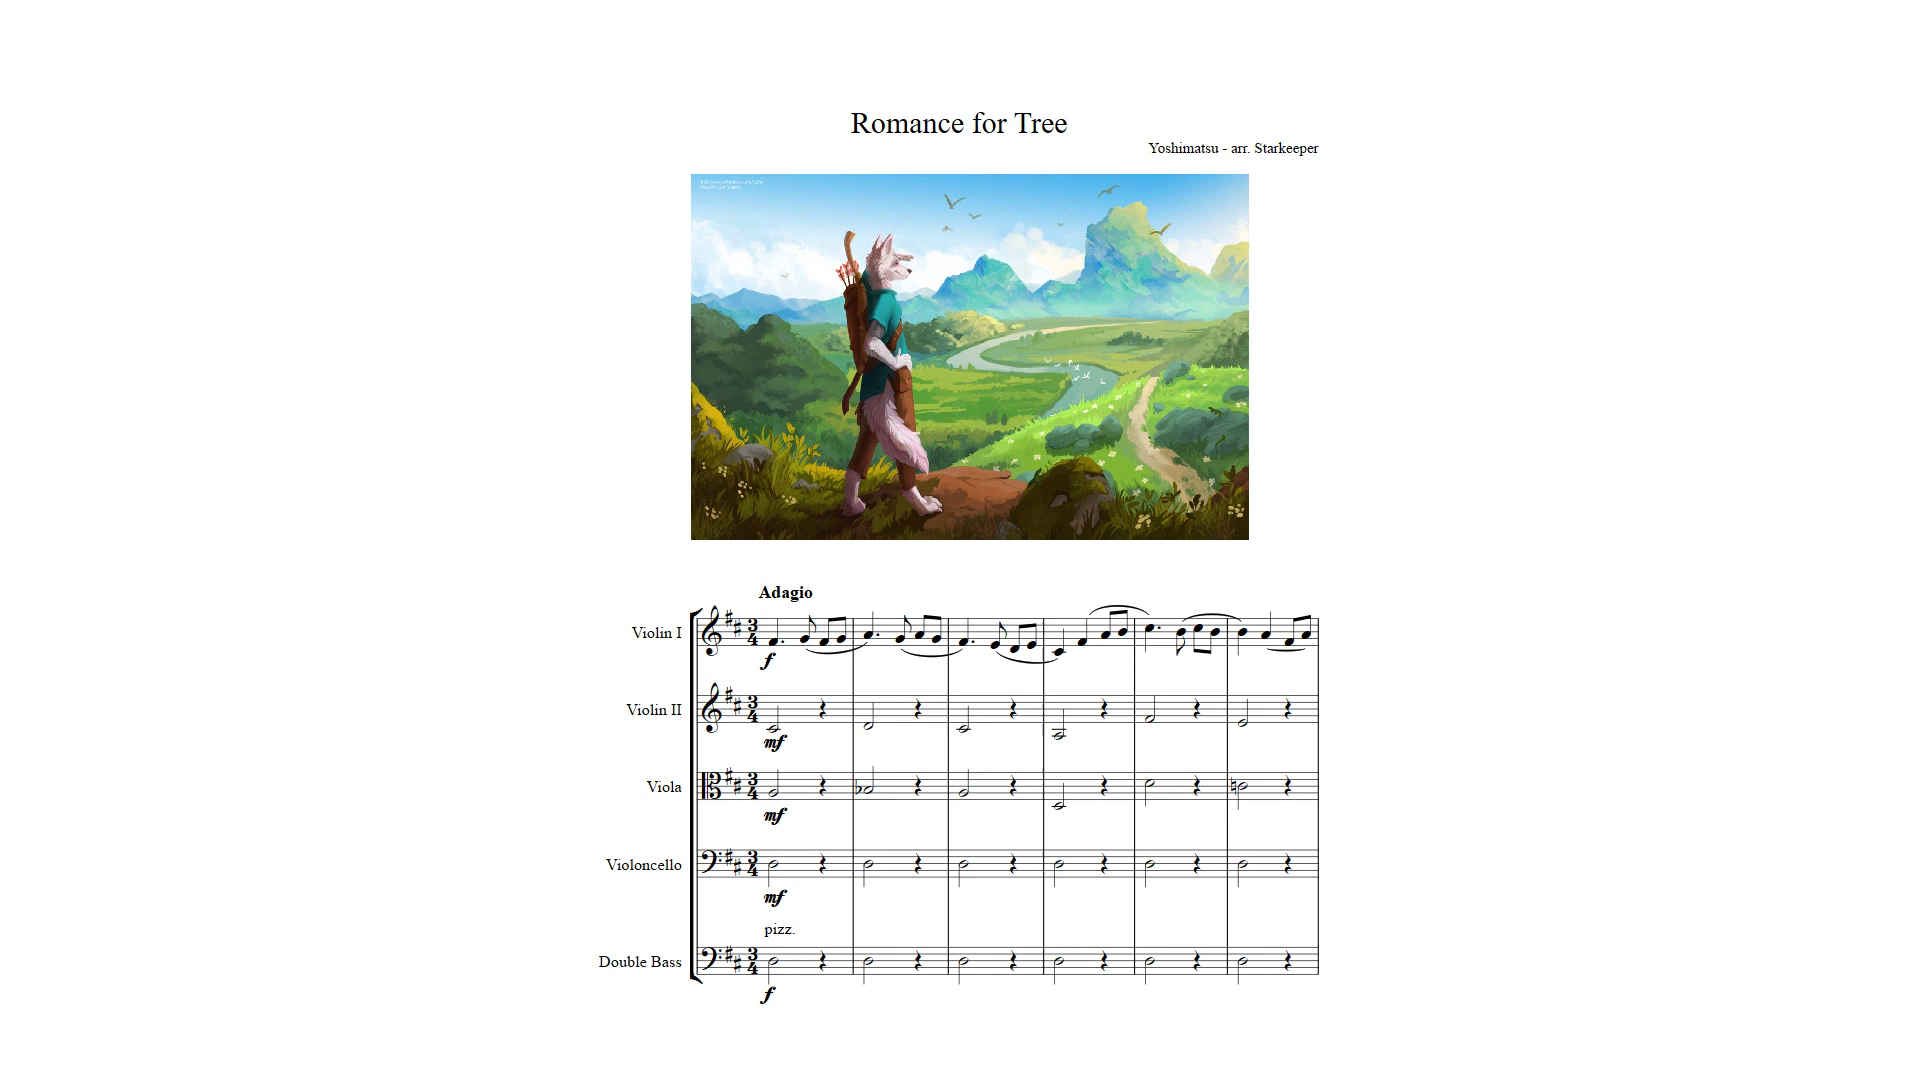 Romance for Tree
Yoshimatsu - arr. Starkeeper
Adagio
Violin I
f
Violin II
mf
Viola
mf
Violoncello
mf
pizz.
Double Bass
f